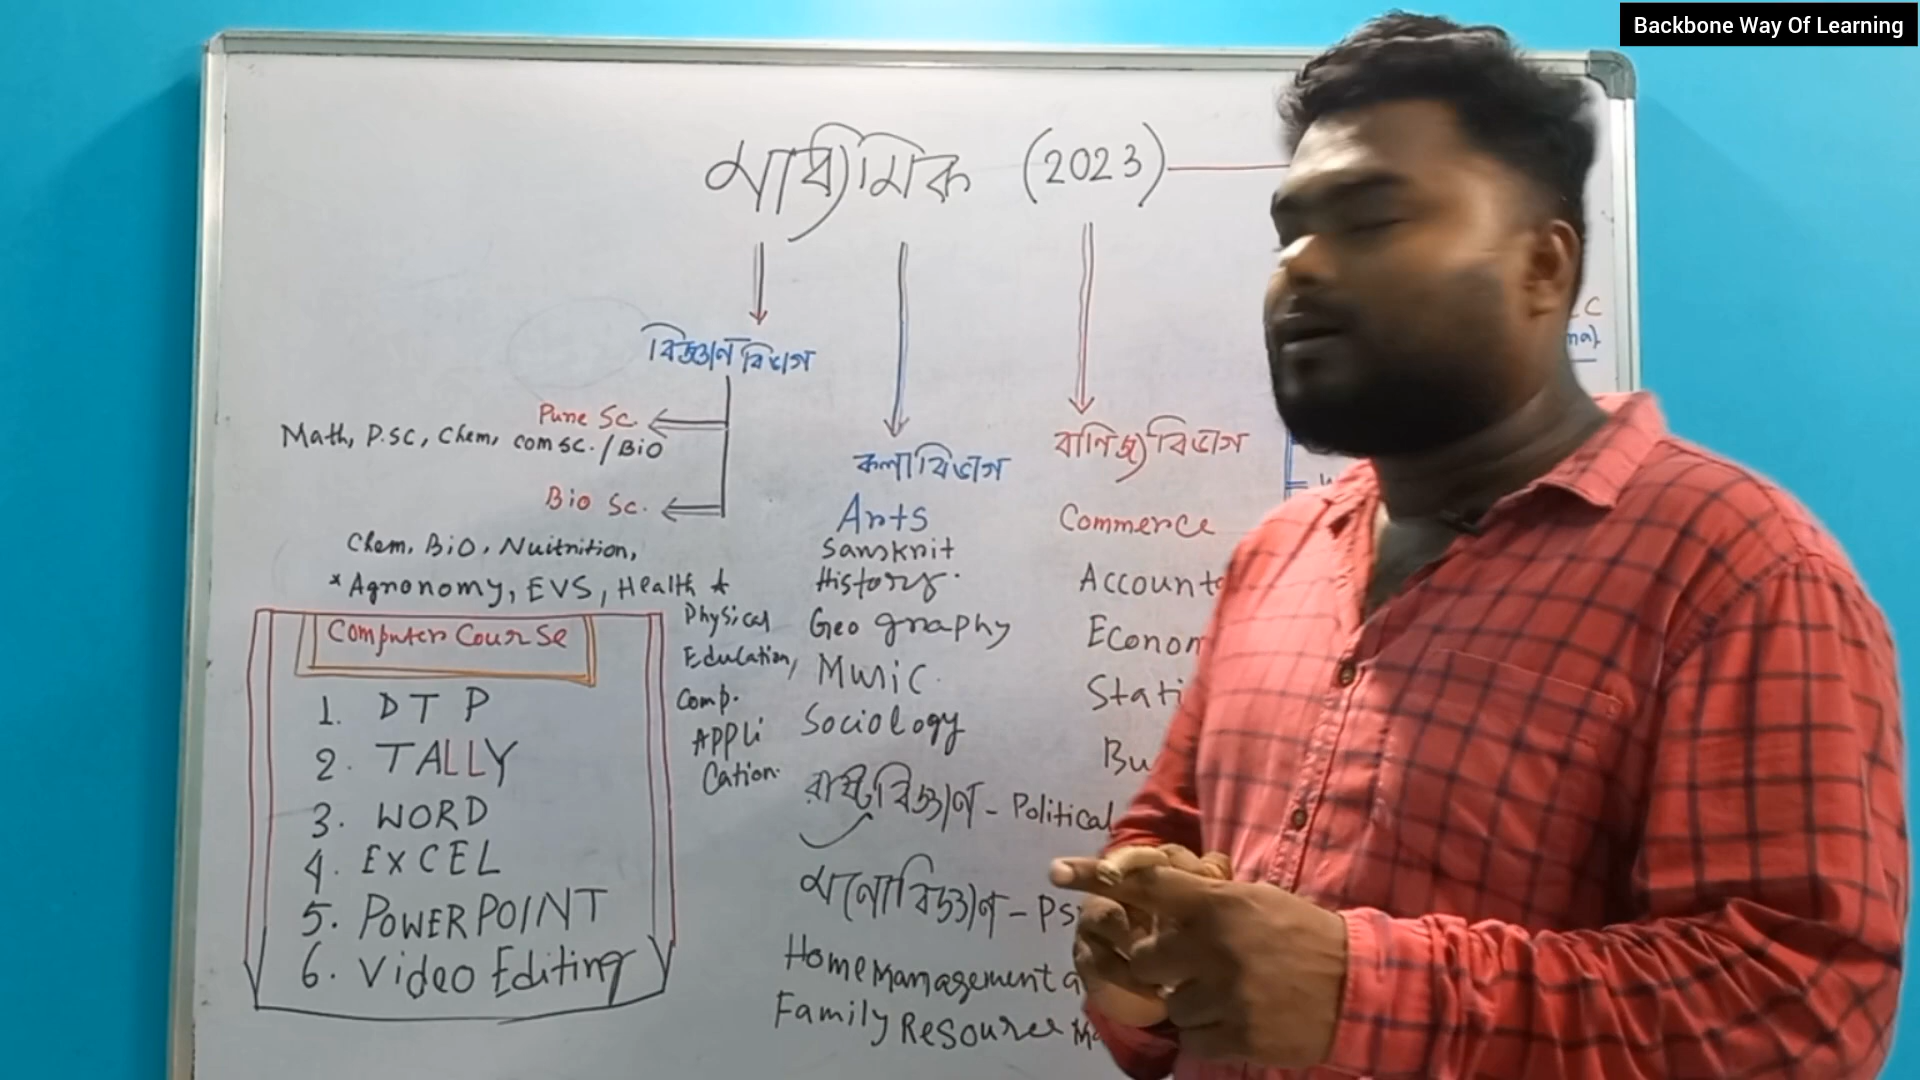 Backbone Way Of Learning
মাধ্যমিক (2023)
বিজ্ঞান বিভাগ
Pure Sc.
Math, P.SC, Chem, com sc. / BiO
Bio Sc.
Chem, BiO, Nuitrition,
* Agronomy, EVS, Health &
Physical
Education,
Comp.
APPli
Cation.
Computer Course
1. DTP
2. TALLY
3. WORD
4. EXCEL
5. POWERPOINT
6. Video Editing
কলা বিভাগ
Arts
Sanskrit
History.
Geography
Music
Sociology
রাষ্ট্রবিজ্ঞান - Political
মনোবিজ্ঞান -
Home Management
Family Resource
বানিজ্য বিভাগ
Commerce